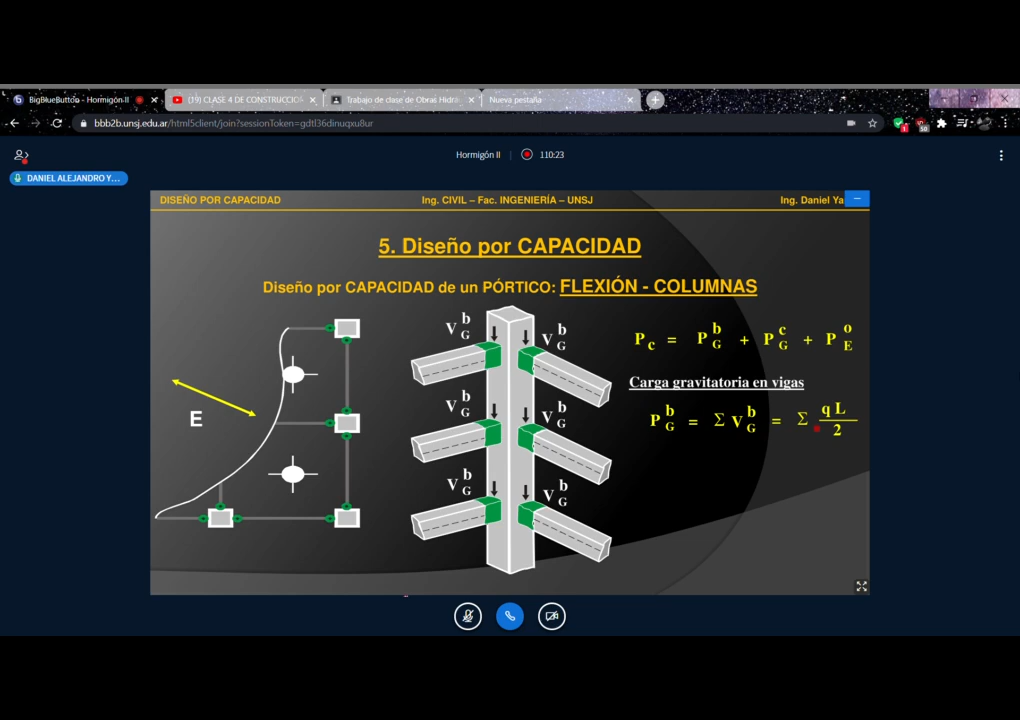 BigBlueButton - Hormigón II
(19) CLASE 4 DE CONSTRUCCIO
Trabajo de clase de Obras Hidrá
Nueva pestaña
bbb2b.unsj.edu.ar/html5client/join?sessionToken=gdtl36dinuqxu8ur
1
50
Hormigón II
110:23
DANIEL ALEJANDRO Y...
DISEÑO POR CAPACIDAD
Ing. CIVIL – Fac. INGENIERÍA – UNSJ
Ing. Daniel Ya
5. Diseño por CAPACIDAD
Diseño por CAPACIDAD de un PÓRTICO: FLEXIÓN - COLUMNAS
E
V G b
V G b
V G b
V G b
V G b
V G b
P c = P G b + P G c + P E o
Carga gravitatoria en vigas
P G b = Σ V G b = Σ q L / 2